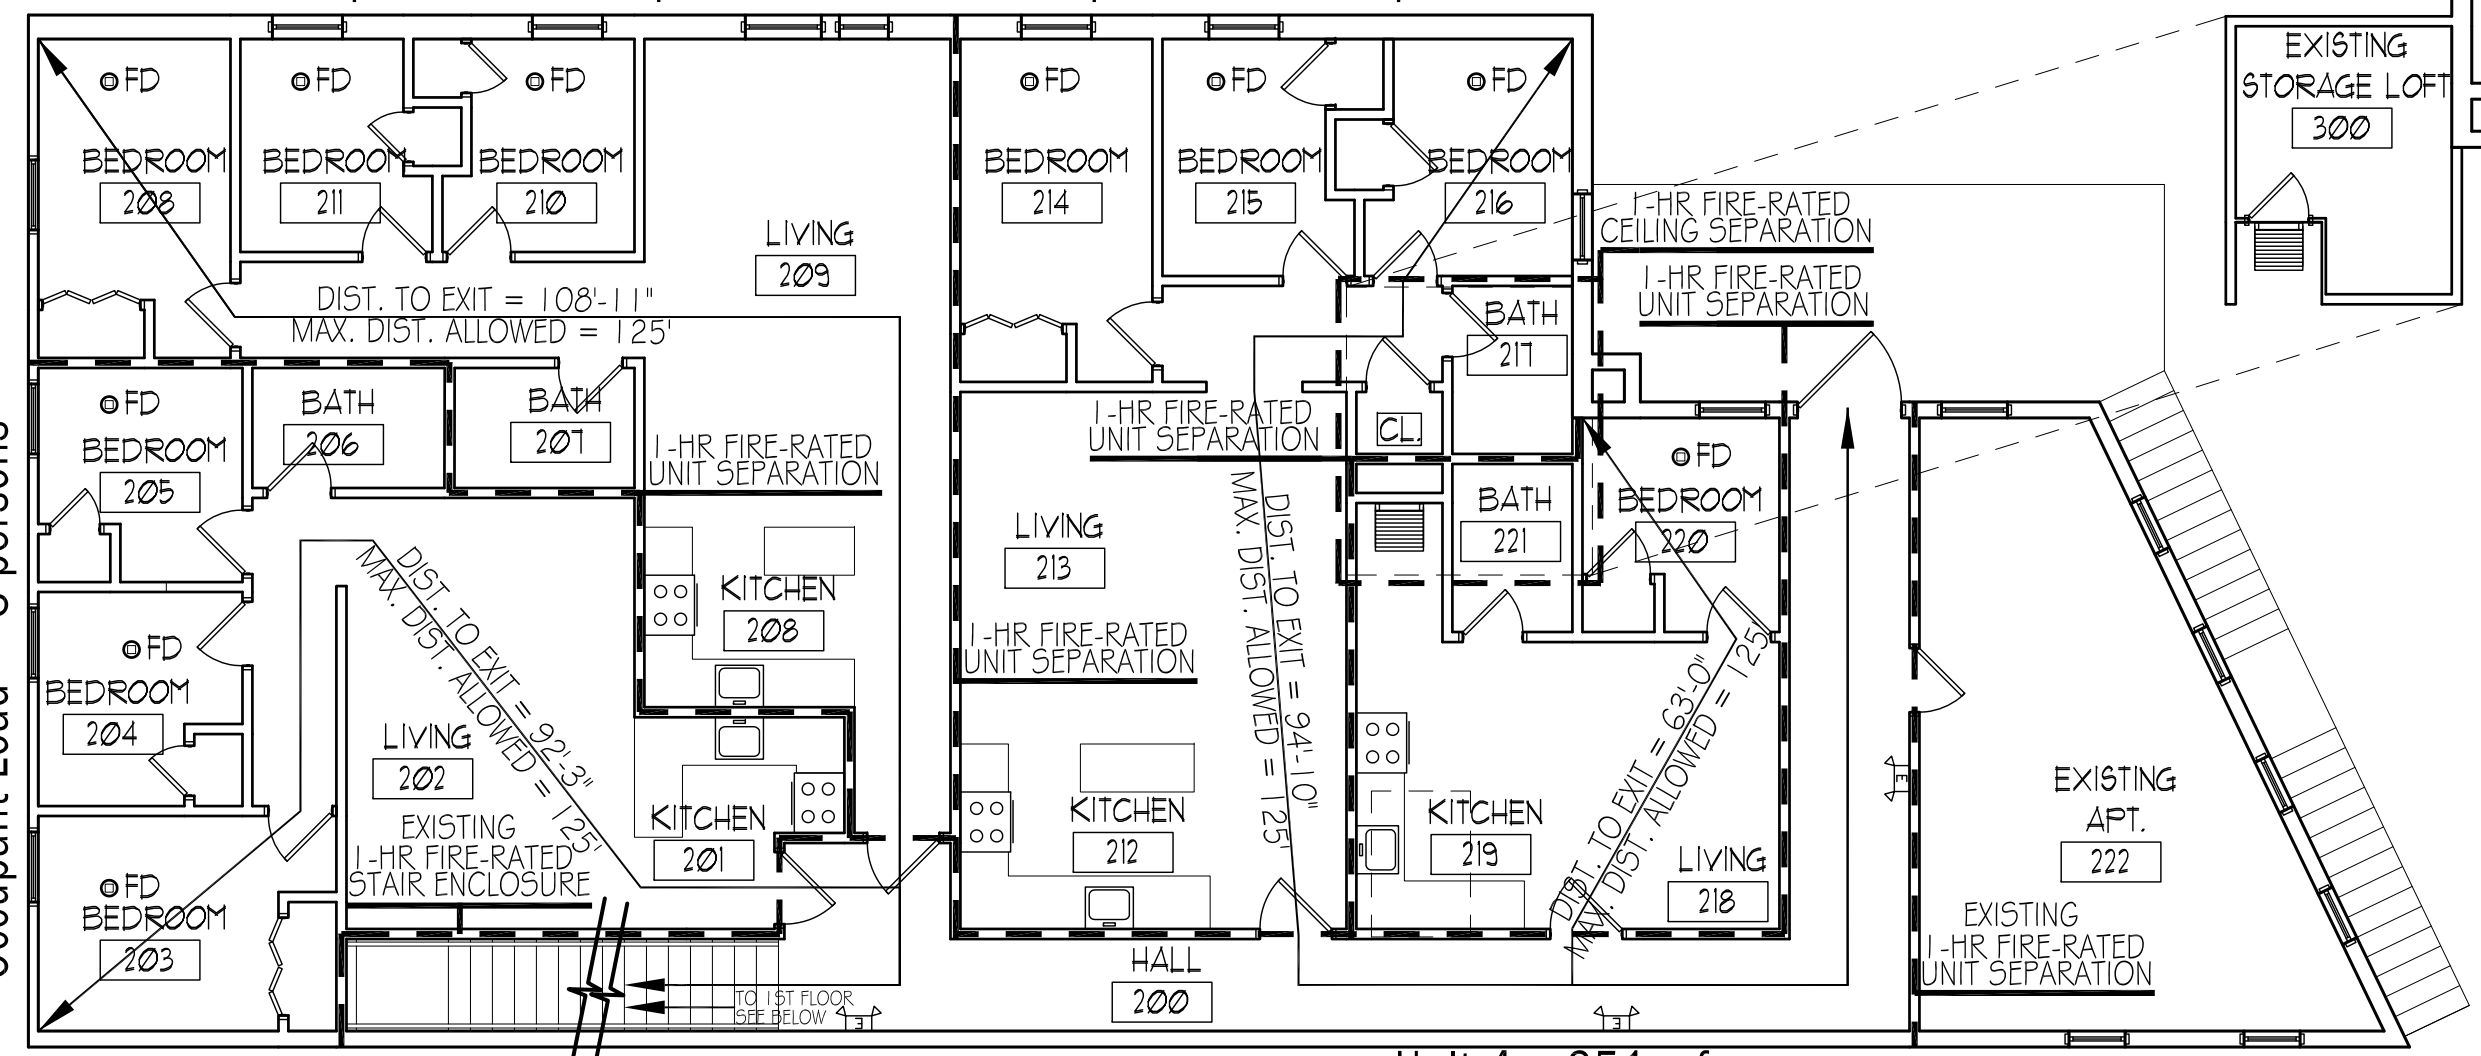 FD
BEDROOM
208
FD
BEDROOM
211
FD
BEDROOM
210
LIVING
209
FD
BEDROOM
214
FD
BEDROOM
215
FD
BEDROOM
216
EXISTING
STORAGE LOFT
300
1-HR FIRE-RATED
CEILING SEPARATION
1-HR FIRE-RATED
UNIT SEPARATION
DIST. TO EXIT = 108'-11"
MAX. DIST. ALLOWED = 125'
BATH
217
FD
BEDROOM
205
BATH
206
BATH
207
1-HR FIRE-RATED
UNIT SEPARATION
1-HR FIRE-RATED
UNIT SEPARATION
CL.
FD
BEDROOM
220
BATH
221
LIVING
213
DIST. TO EXIT = 94'-10"
MAX. DIST. ALLOWED = 125'
DIST. TO EXIT = 92'-3"
MAX. DIST. ALLOWED = 125'
KITCHEN
208
1-HR FIRE-RATED
UNIT SEPARATION
FD
BEDROOM
204
LIVING
202
DIST. TO EXIT = 63'-0"
MAX. DIST. ALLOWED = 125'
KITCHEN
201
EXISTING
1-HR FIRE-RATED
STAIR ENCLOSURE
KITCHEN
212
KITCHEN
219
LIVING
218
E
EXISTING
APT.
222
FD
BEDROOM
203
EXISTING
1-HR FIRE-RATED
UNIT SEPARATION
HALL
200
TO 1ST FLOOR
SEE BELOW
E
E